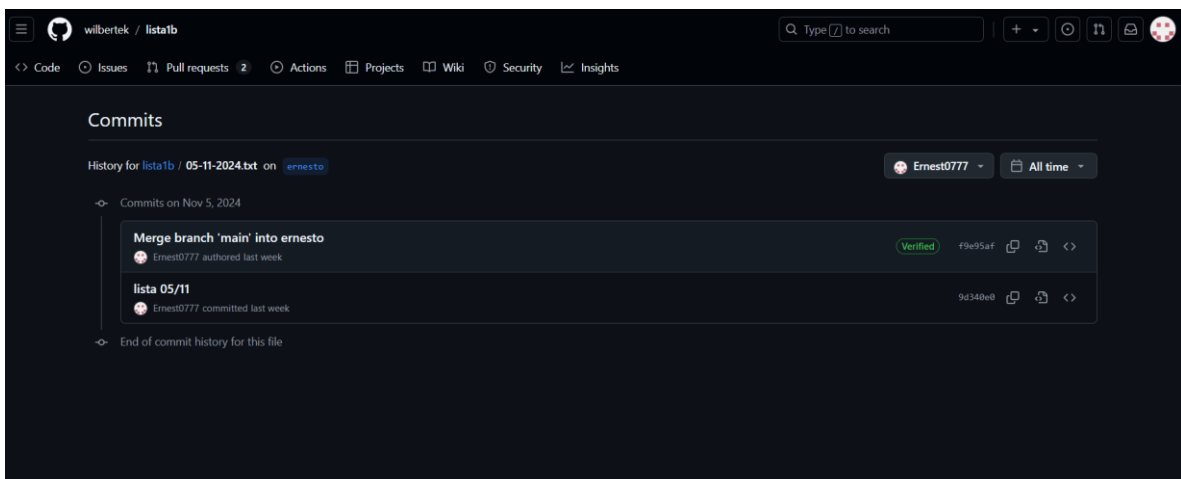 wilbertek / lista1b
Type / to search
Code Issues Pull requests 2 Actions Projects Wiki Security Insights
Commits
History for lista1b / 05-11-2024.txt on ernesto
Ernest0777 All time
Commits on Nov 5, 2024
Merge branch 'main' into ernesto
Ernest0777 authored last week
Verified f9e95af
lista 05/11
Ernest0777 committed last week
9d340e0
End of commit history for this file